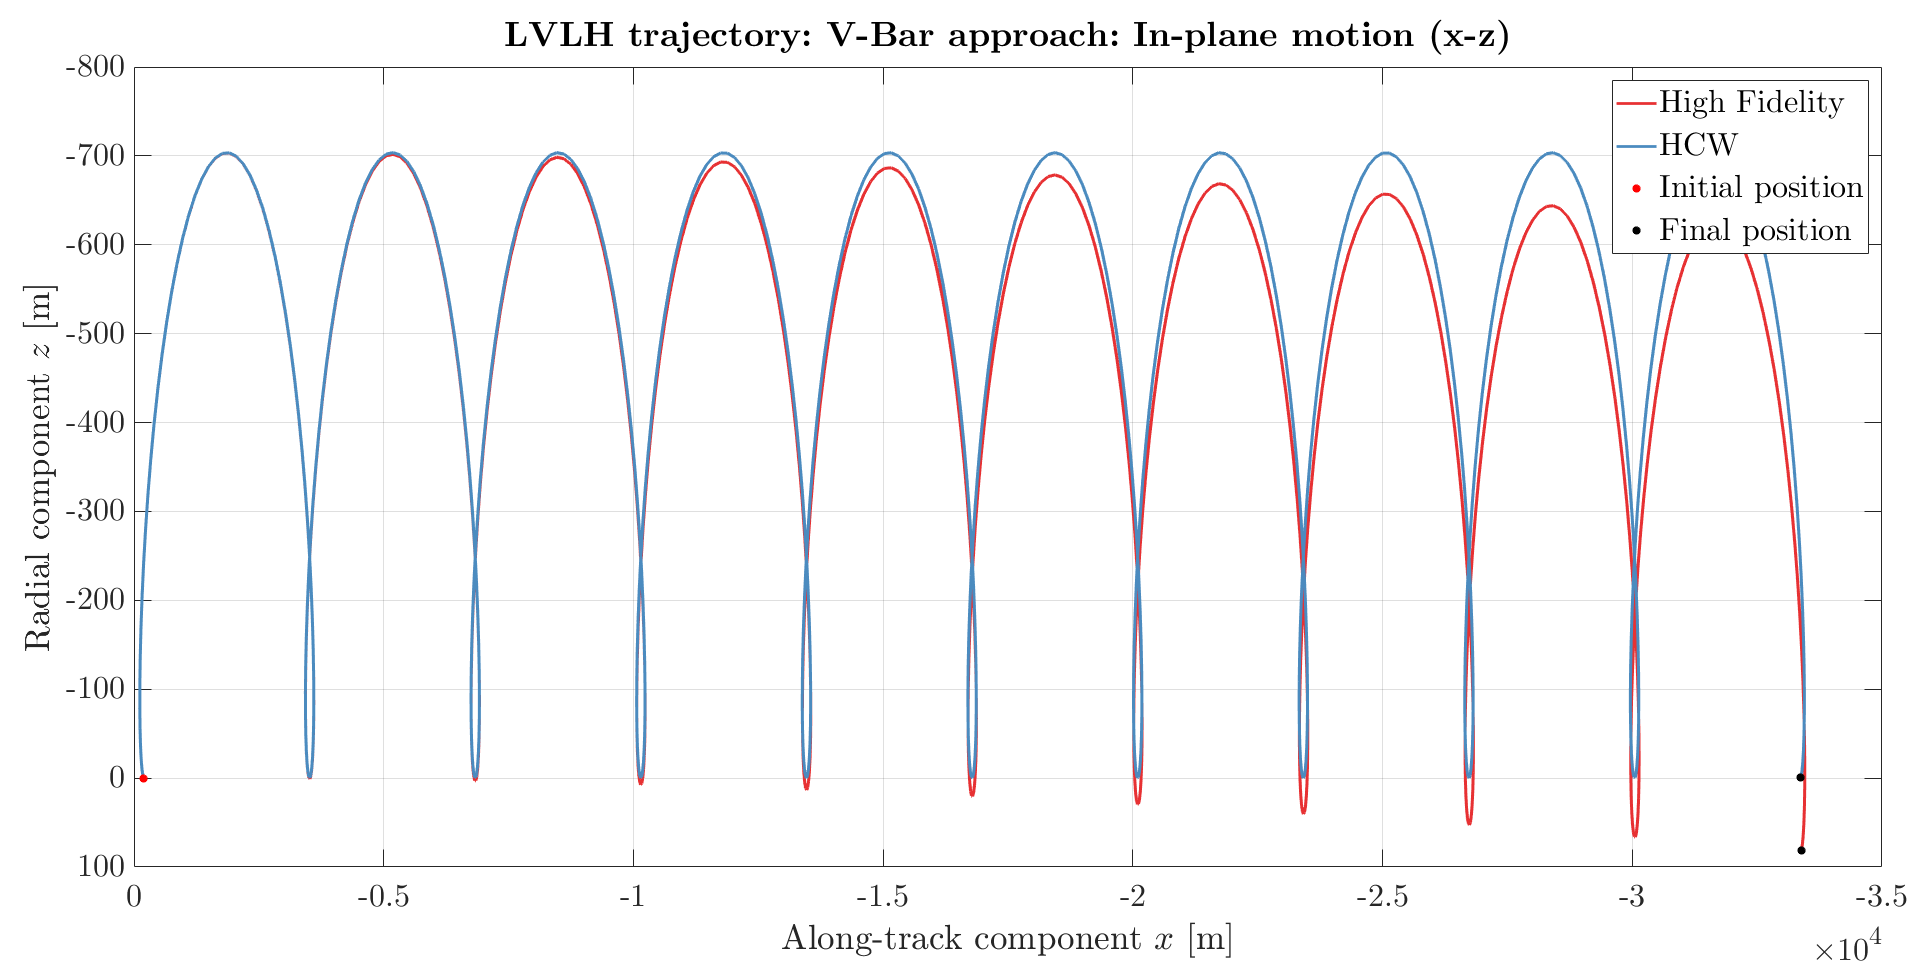 LVLH trajectory: V-Bar approach: In-plane motion (x-z)
-800
-700
-600
-500
-400
-300
-200
-100
0
100
Radial component z [m]
High Fidelity
HCW
Initial position
Final position
0 -0.5 -1 -1.5 -2 -2.5 -3 -3.5
Along-track component x [m]
×10⁴